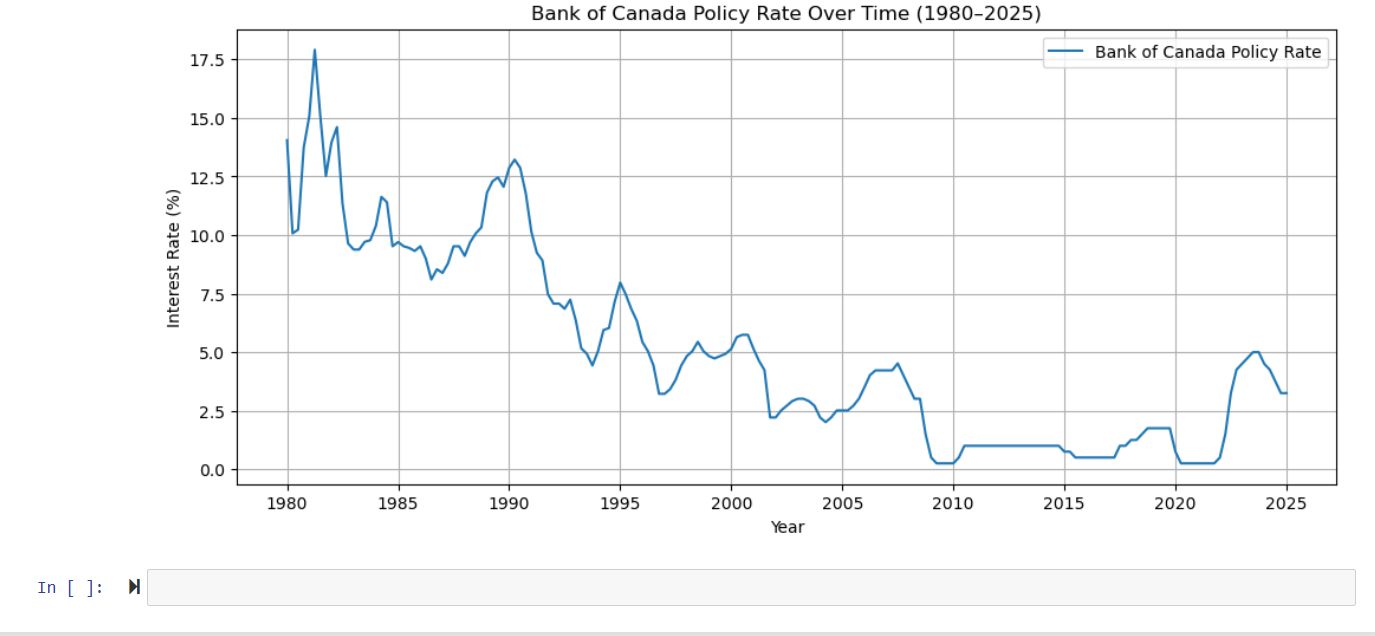 Bank of Canada Policy Rate Over Time (1980–2025)
Bank of Canada Policy Rate
17.5
15.0
12.5
10.0
7.5
5.0
2.5
0.0
Interest Rate (%)
1980 1985 1990 1995 2000 2005 2010 2015 2020 2025
Year
In [ ]: